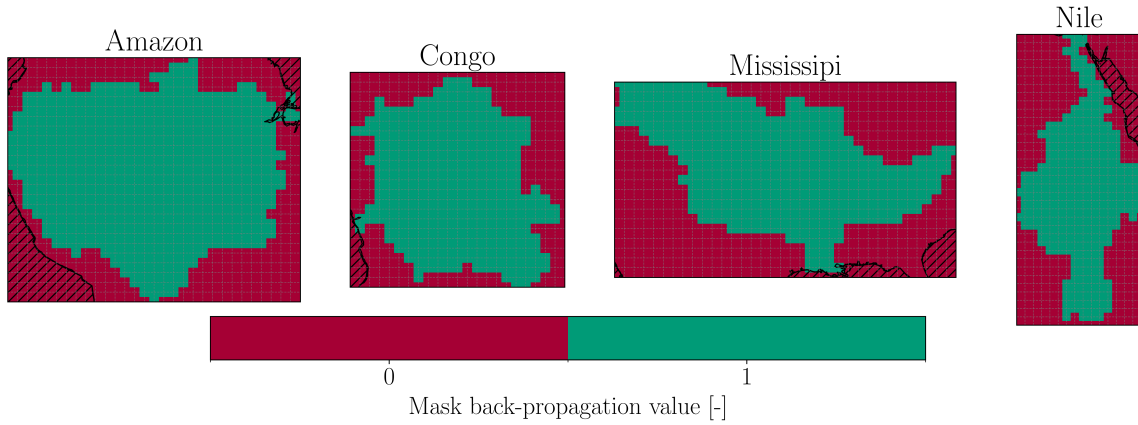 Amazon
Congo
Mississipi
Nile
0
1
Mask back-propagation value [-]